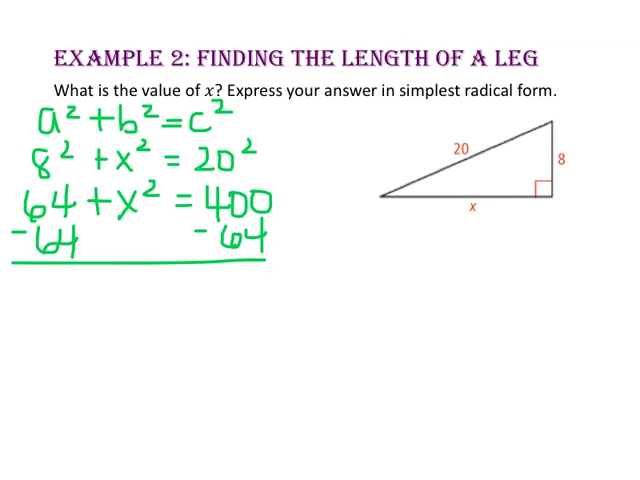 EXAMPLE 2: FINDING THE LENGTH OF A LEG
What is the value of x? Express your answer in simplest radical form.
a² + b² = c²
8² + x² = 20²
64 + x² = 400
-64 -64
20
8
x